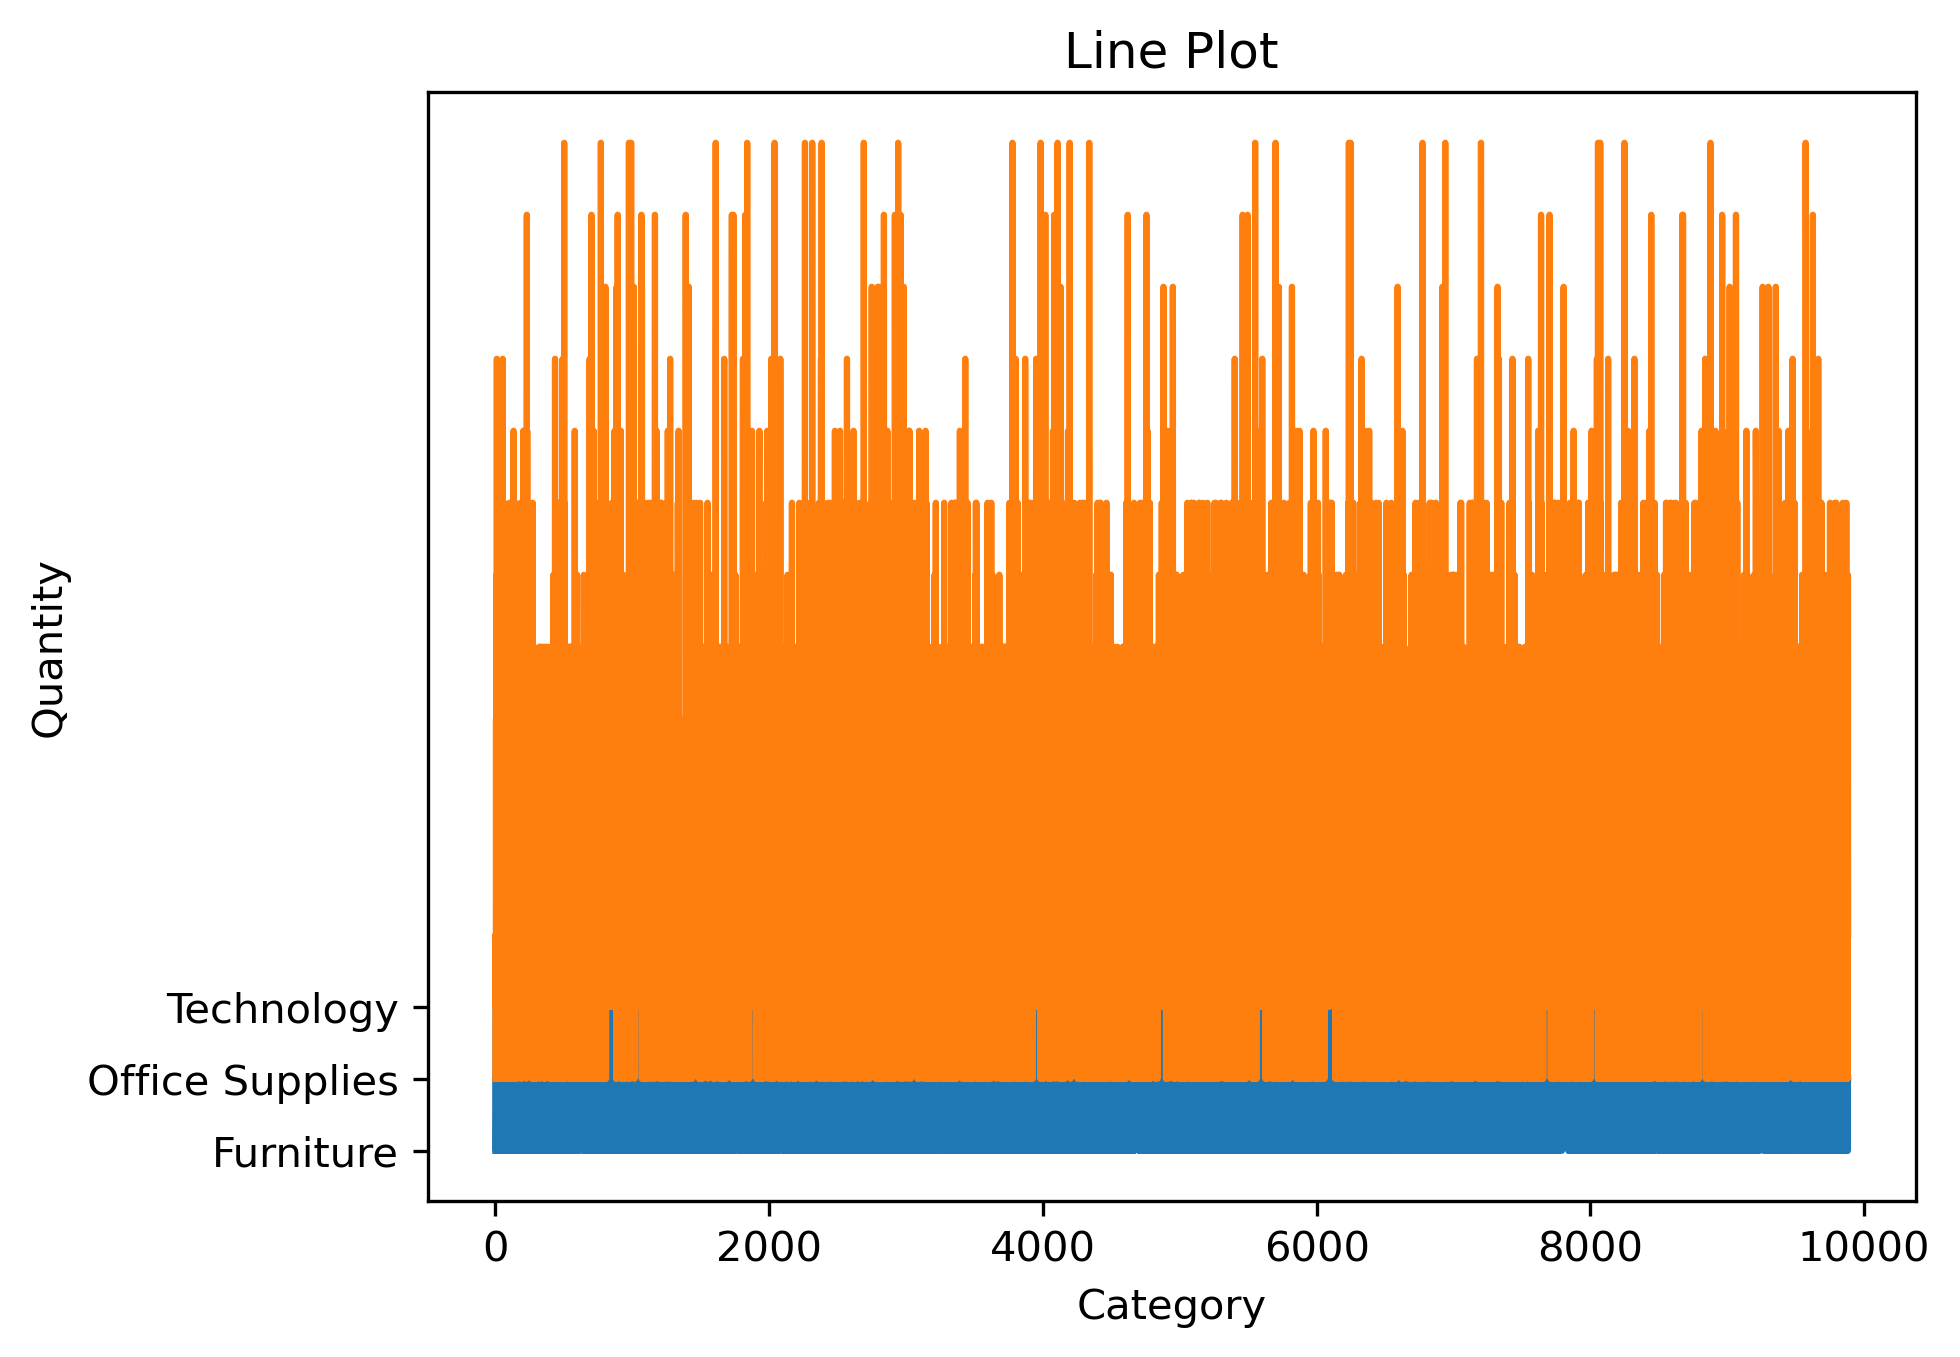 Line Plot
Quantity
Technology
Office Supplies
Furniture
0 2000 4000 6000 8000 10000
Category